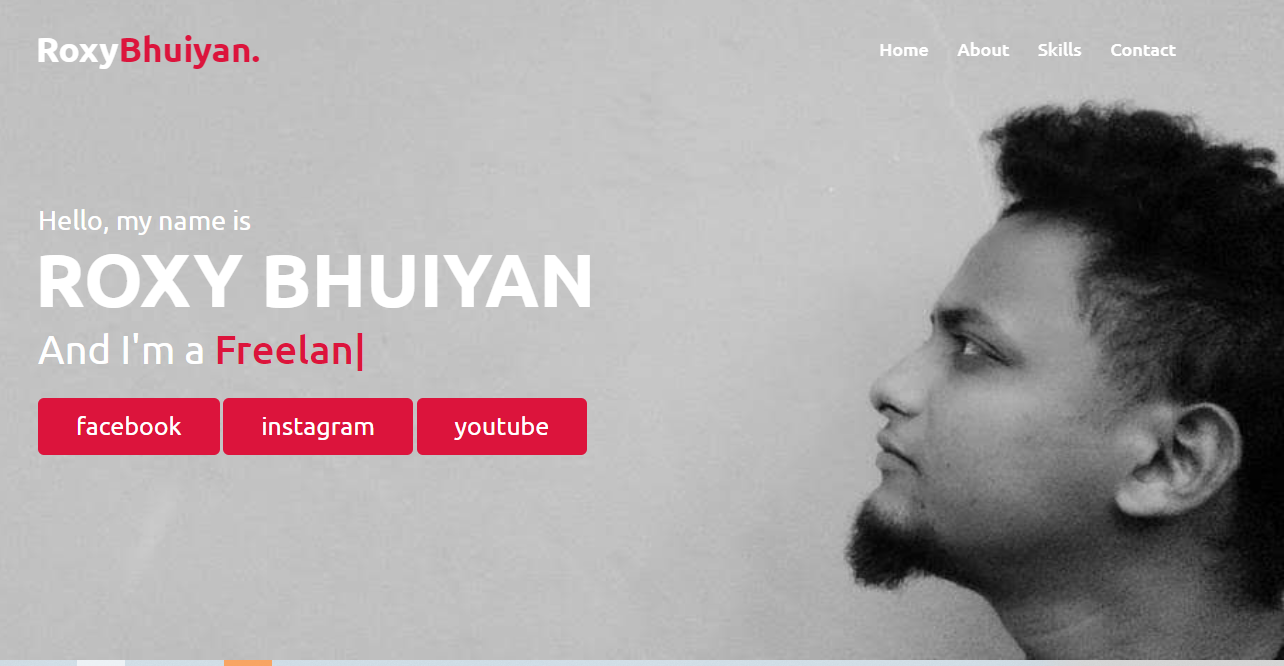 RoxyBhuiyan.
Home About Skills Contact
Hello, my name is
ROXY BHUIYAN
And I'm a Freelan|
facebook instagram youtube